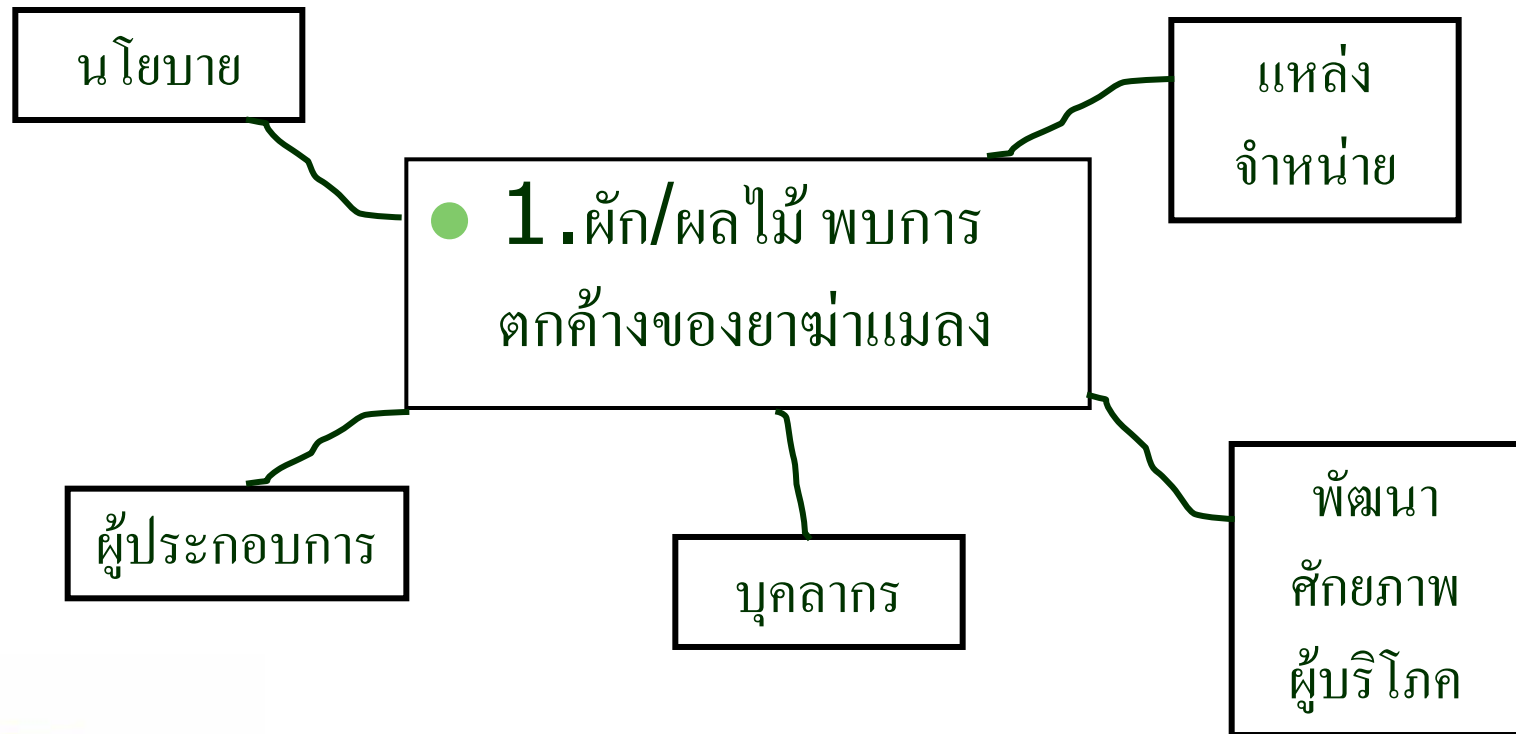 นโยบาย
แหล่ง
จำหน่าย
1.ผัก/ผลไม้ พบการ
ตกค้างของยาฆ่าแมลง
ผู้ประกอบการ
บุคลากร
พัฒนา
ศักยภาพ
ผู้บริโภค